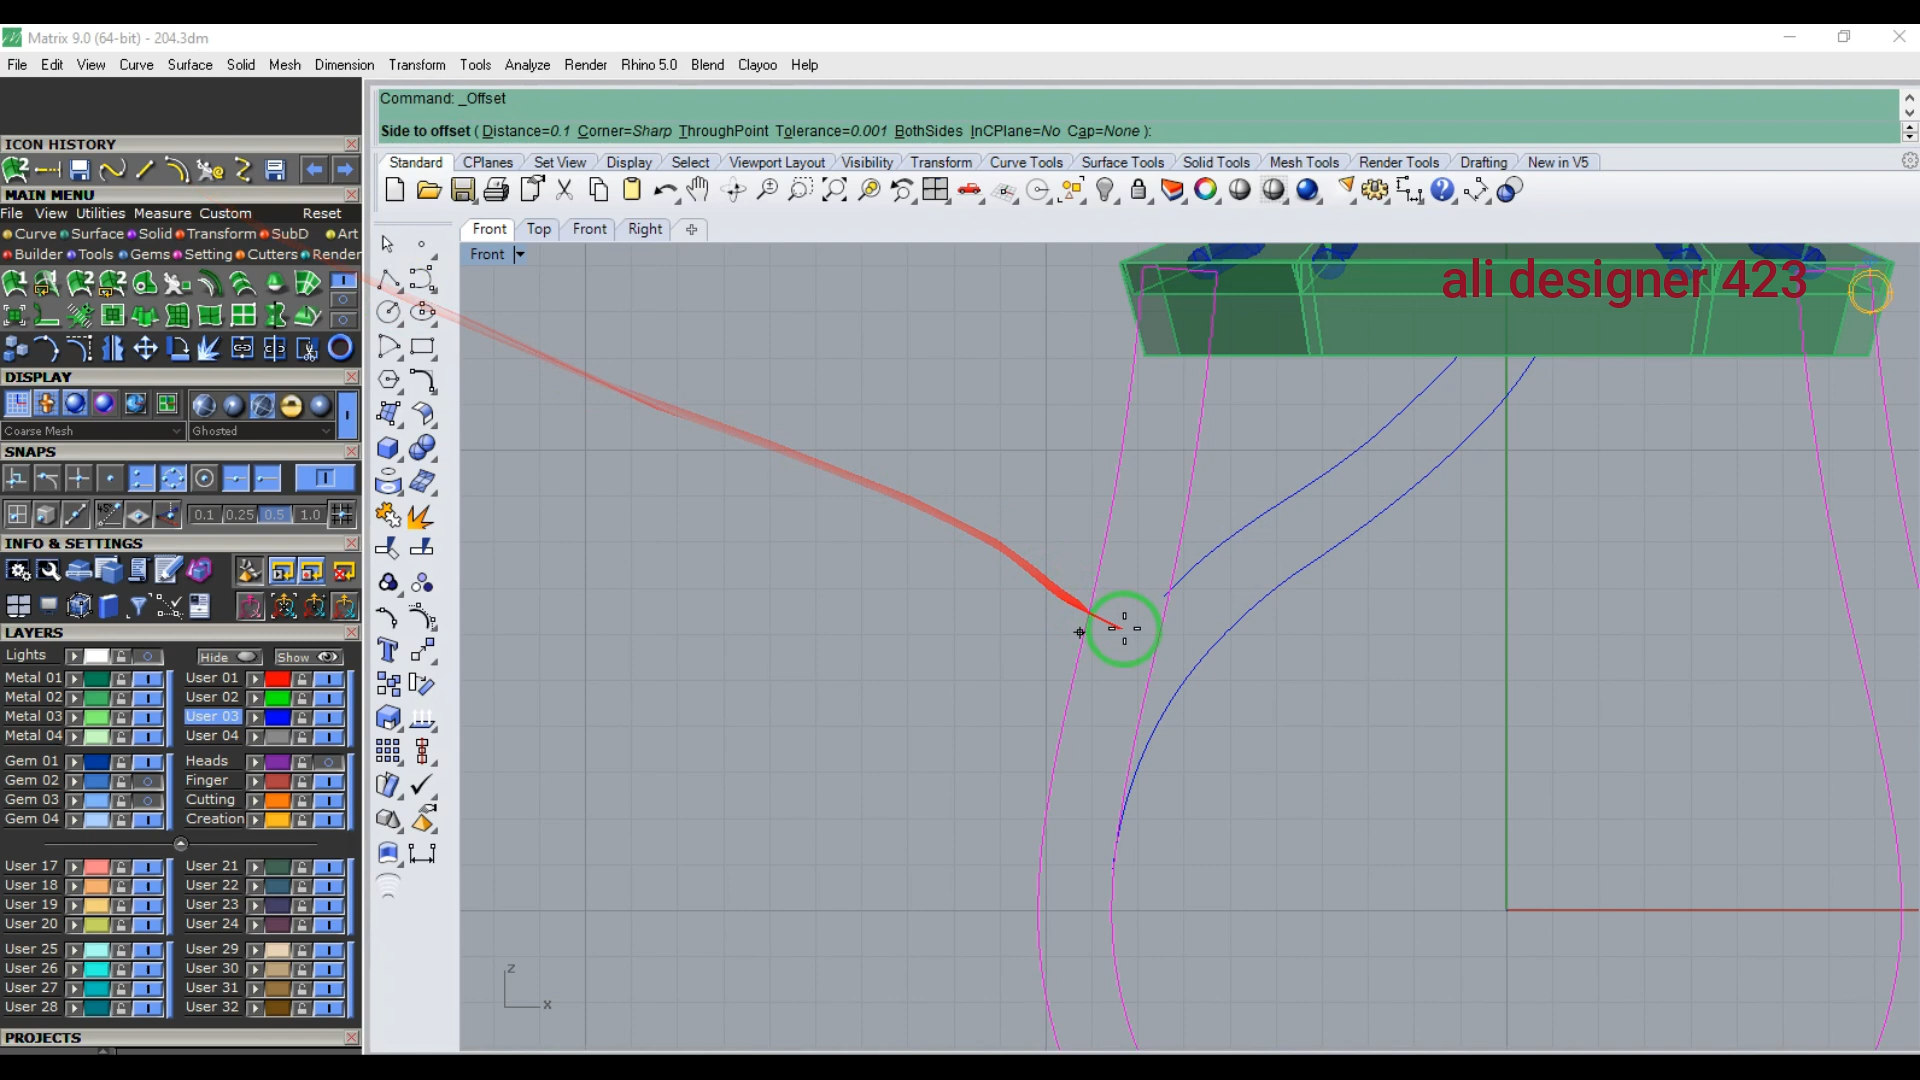 Matrix 9.0 (64-bit) - 204.3dm
File Edit View Curve Surface Solid Mesh Dimension Transform Tools Analyze Render Rhino 5.0 Blend Clayoo Help
Command: _Offset
Side to offset ( Distance=0.1 Corner=Sharp ThroughPoint Tolerance=0.001 BothSides InCPlane=No Cap=None ):
Standard CPlanes Set View Display Select Viewport Layout Visibility Transform Curve Tools Surface Tools Solid Tools Mesh Tools Render Tools Drafting New in V5
Front Top Front Right
Front
ICON HISTORY
MAIN MENU
File View Utilities Measure Custom Reset
Curve Surface Solid Transform SubD Art
Builder Tools Gems Setting Cutters Render
DISPLAY
Coarse Mesh Ghosted
SNAPS
45°
0.1 0.25 0.5 1.0
INFO & SETTINGS
LAYERS
Lights Hide Show
Metal 01 User 01
Metal 02 User 02
Metal 03 User 03
Metal 04 User 04
Gem 01 Heads
Gem 02 Finger
Gem 03 Cutting
Gem 04 Creation
User 17 User 21
User 18 User 22
User 19 User 23
User 20 User 24
User 25 User 29
User 26 User 30
User 27 User 31
User 28 User 32
PROJECTS
ali designer 423
z
x